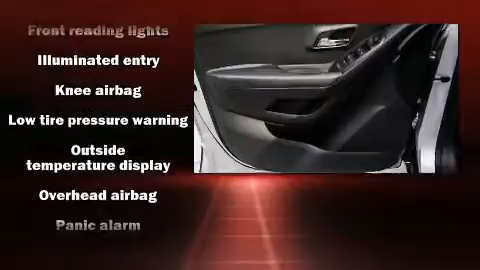 Front reading lights
Illuminated entry
Knee airbag
Low tire pressure warning
Outside
temperature display
Overhead airbag
Panic alarm